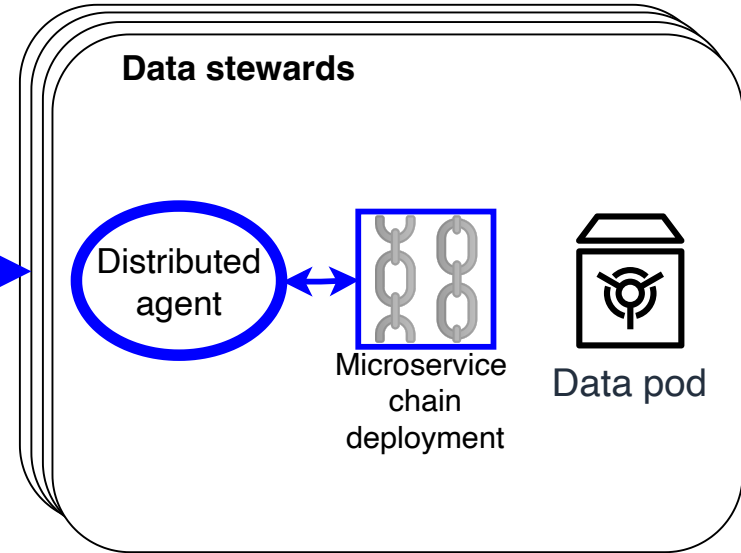 Data stewards
Distributed
agent
Microservice
chain
deployment
Data pod